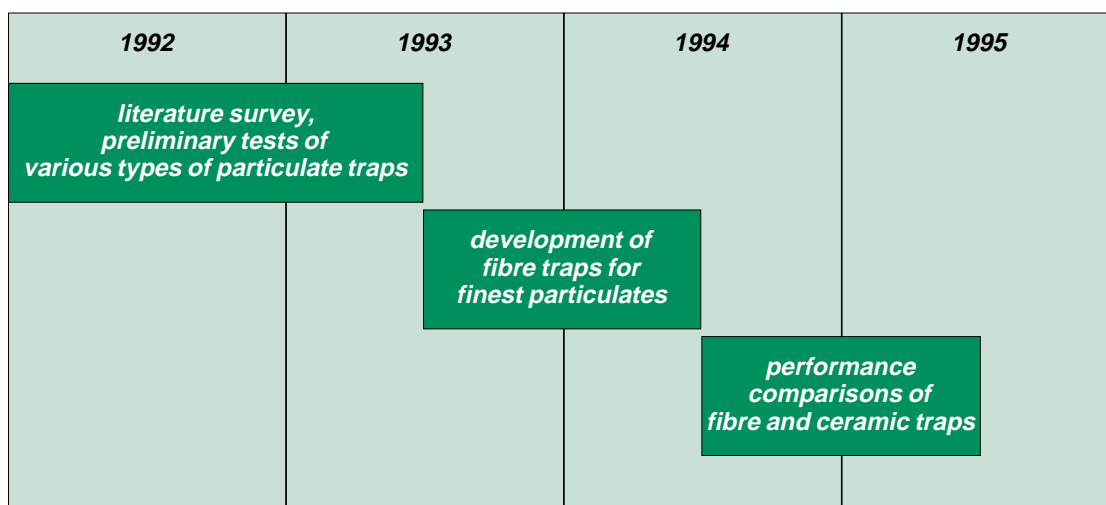 1992 1993 1994 1995
literature survey,
preliminary tests of
various types of particulate traps
development of
fibre traps for
finest particulates
performance
comparisons of
fibre and ceramic traps